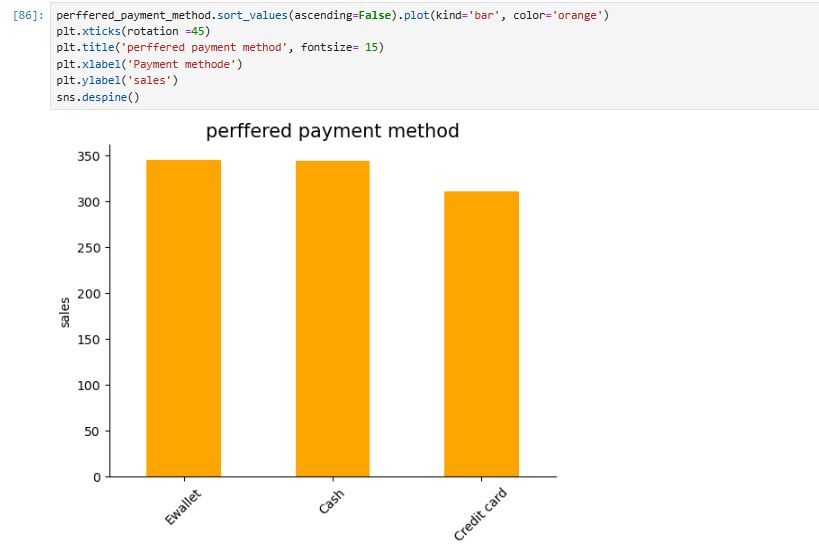 [86]: perffered_payment_method.sort_values(ascending=False).plot(kind='bar', color='orange')
plt.xticks(rotation =45)
plt.title('perffered payment method', fontsize= 15)
plt.xlabel('Payment methode')
plt.ylabel('sales')
sns.despine()
perffered payment method
350
300
250
200
150
100
50
0
sales
Ewallet
Cash
Credit card